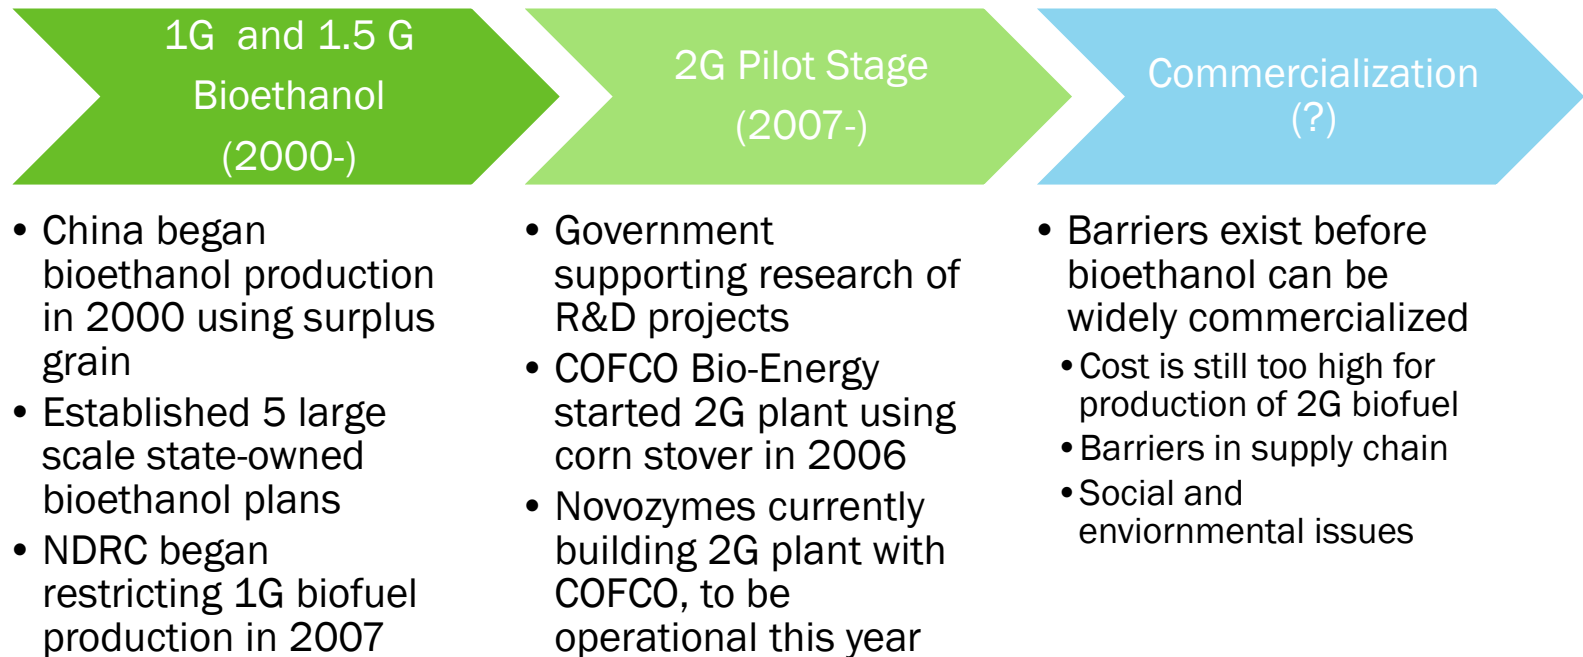 1G and 1.5 G
Bioethanol
(2000-)
• China began
bioethanol production
in 2000 using surplus
grain
• Established 5 large
scale state-owned
bioethanol plans
• NDRC began
restricting 1G biofuel
production in 2007
2G Pilot Stage
(2007-)
• Government
supporting research of
R&D projects
• COFCO Bio-Energy
started 2G plant using
corn stover in 2006
• Novozymes currently
building 2G plant with
COFCO, to be
operational this year
Commercialization
(?)
• Barriers exist before
bioethanol can be
widely commercialized
• Cost is still too high for
production of 2G biofuel
• Barriers in supply chain
• Social and
enviornmental issues